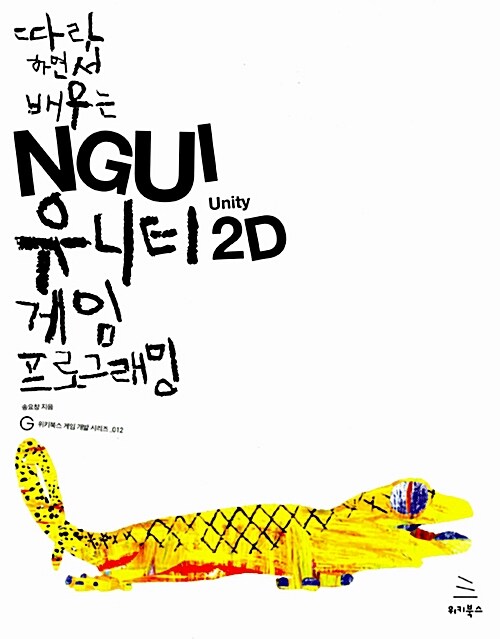 따라
하면서
배우는
NGUI
Unity
유니티 2D
게임
프로그래밍
송요창 지음
G 위키북스 게임 개발 시리즈_012
위키북스